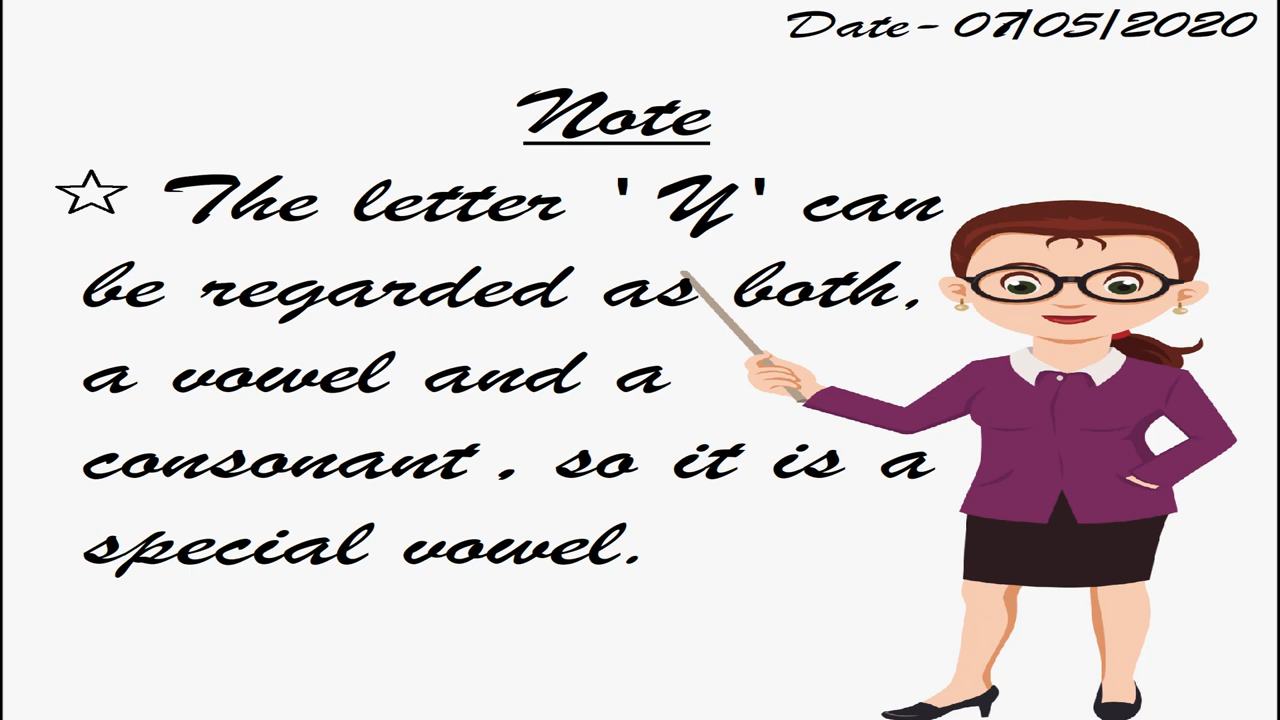 Date- 07/05/2020
Note
☆ The letter ' Y' can
be regarded as both,
a vowel and a
consonant , so it is a
special vowel.